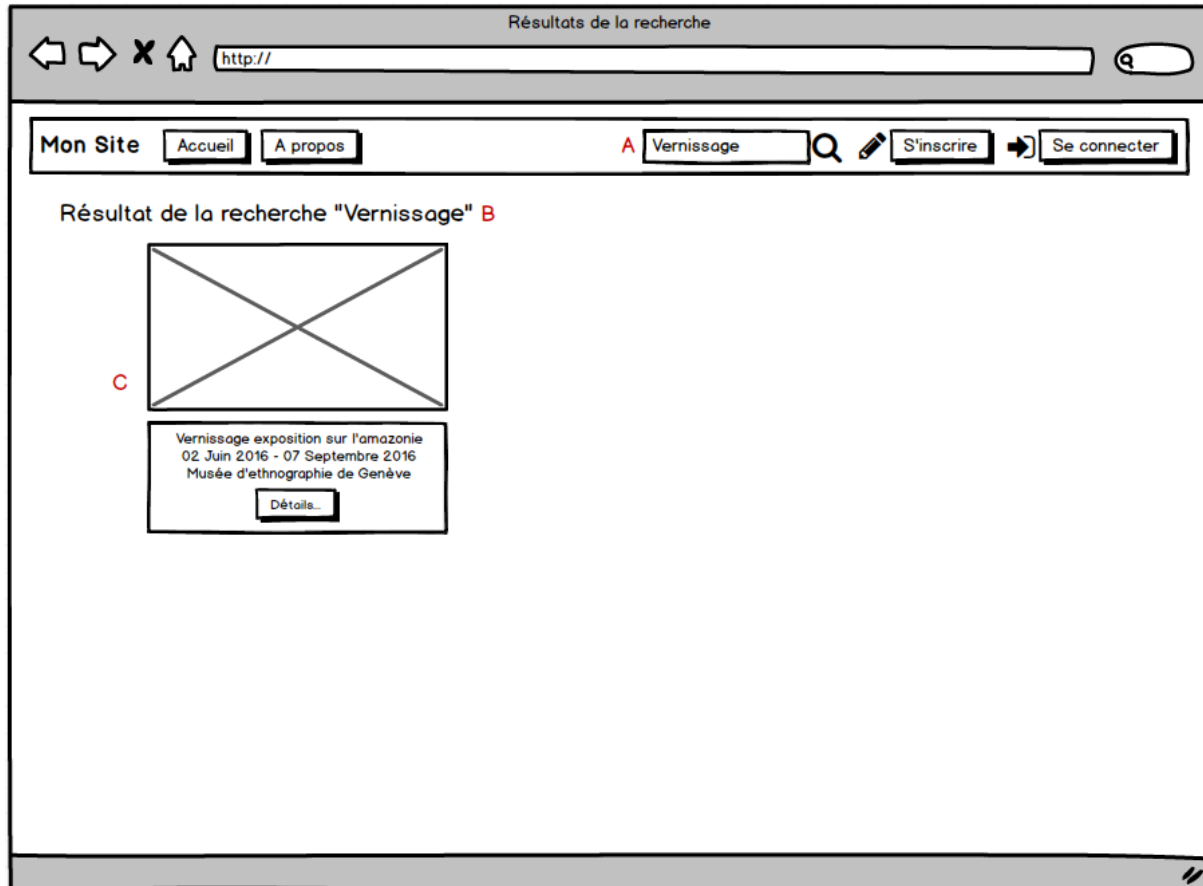 Résultats de la recherche
http://
Mon Site Accueil A propos A Vernissage S'inscrire Se connecter
Résultat de la recherche "Vernissage" B
C
Vernissage exposition sur l'amazonie
02 Juin 2016 - 07 Septembre 2016
Musée d'ethnographie de Genève
Détails...